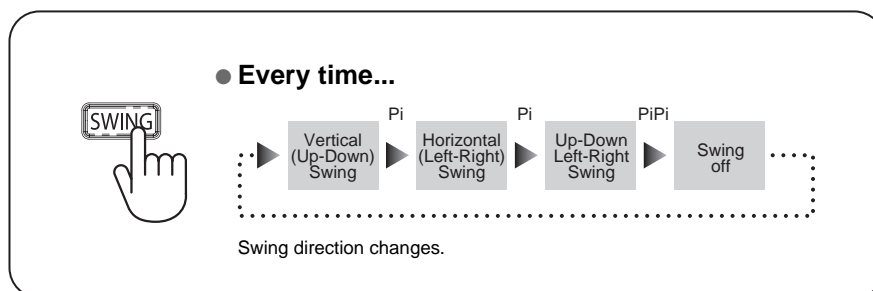 ● Every time...
SWING
Pi
Pi
PiPi
Vertical
(Up-Down)
Swing
Horizontal
(Left-Right)
Swing
Up-Down
Left-Right
Swing
Swing
off
Swing direction changes.